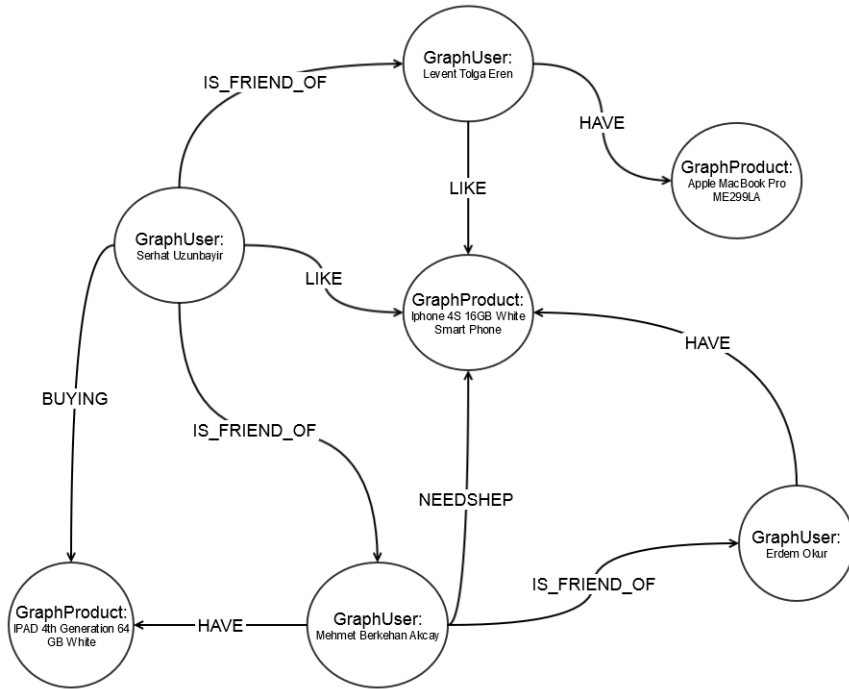 GraphUser:
Levent Tolga Eren
IS_FRIEND_OF
HAVE
GraphProduct:
Apple MacBook Pro
ME299LA
LIKE
GraphUser:
Serhat Uzunbayir
LIKE
GraphProduct:
Iphone 4S 16GB White
Smart Phone
HAVE
BUYING
IS_FRIEND_OF
NEEDSHEP
GraphUser:
Erdem Okur
IS_FRIEND_OF
GraphProduct:
IPAD 4th Generation 64
GB White
HAVE
GraphUser:
Mehmet Berkehan Akcay